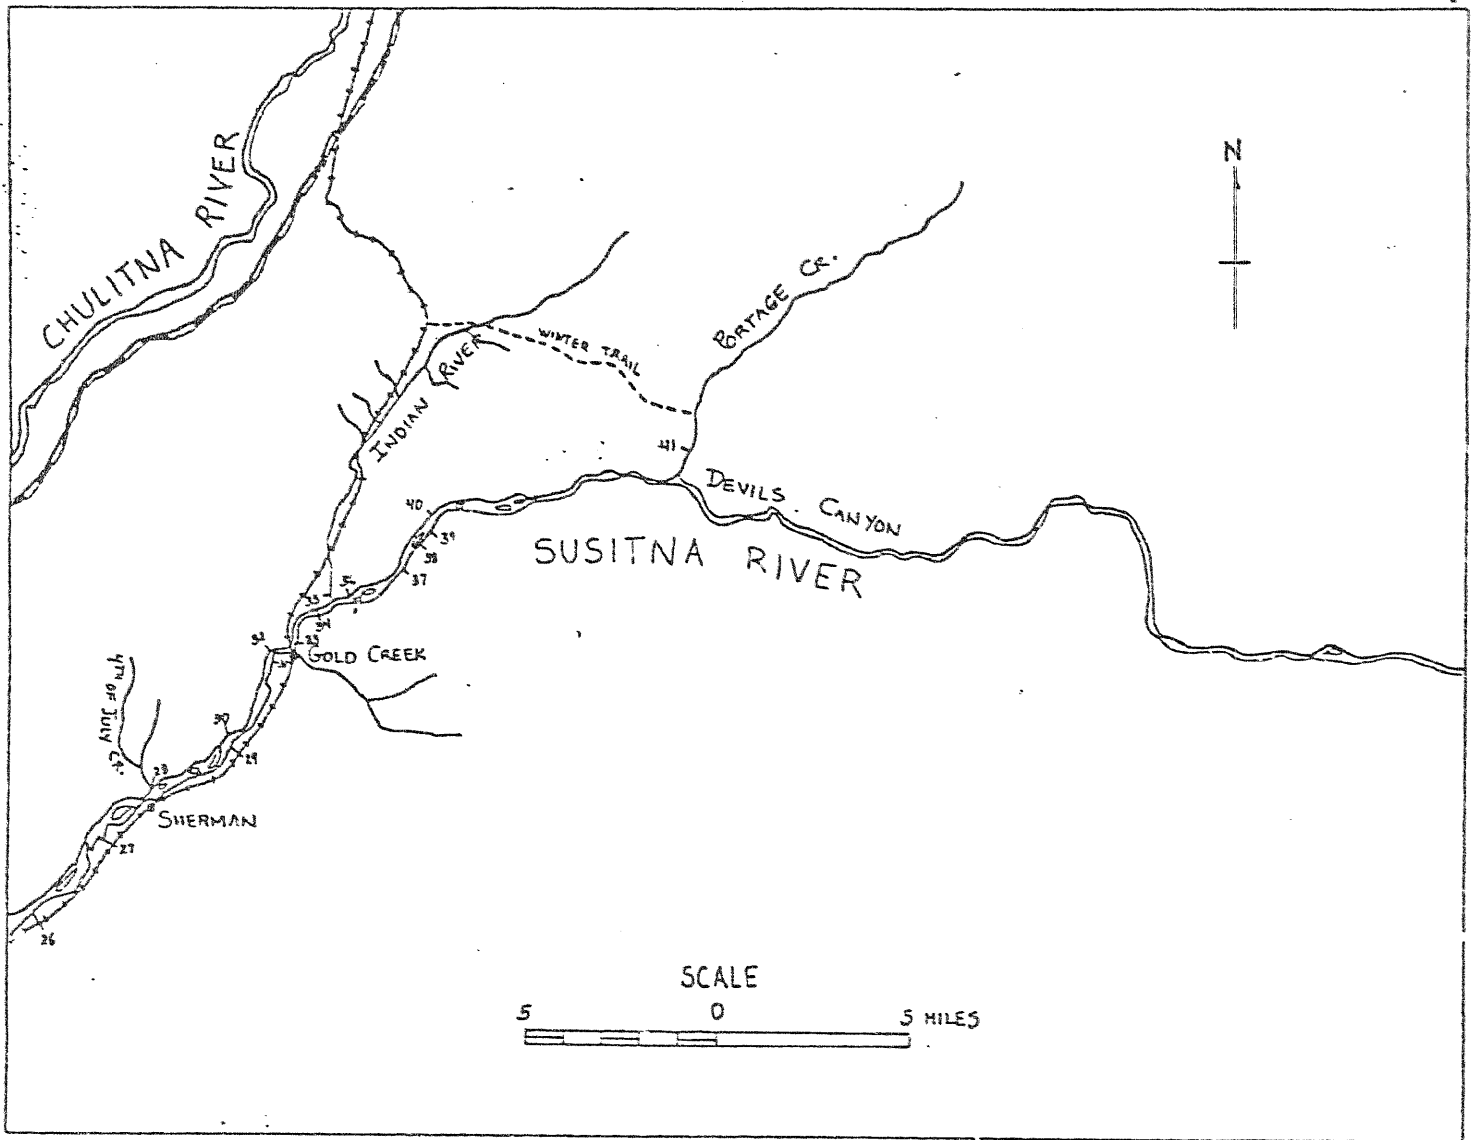 N
CHULITNA RIVER
PORTAGE CR.
WINTER TRAIL
INDIAN RIVER
41
DEVILS CANYON
40
39
38
37
SUSITNA RIVER
35
34
33
32
31
GOLD CREEK
4TH OF JULY CR.
30
29
28
SHERMAN
27
26
SCALE
5 0 5 MILES